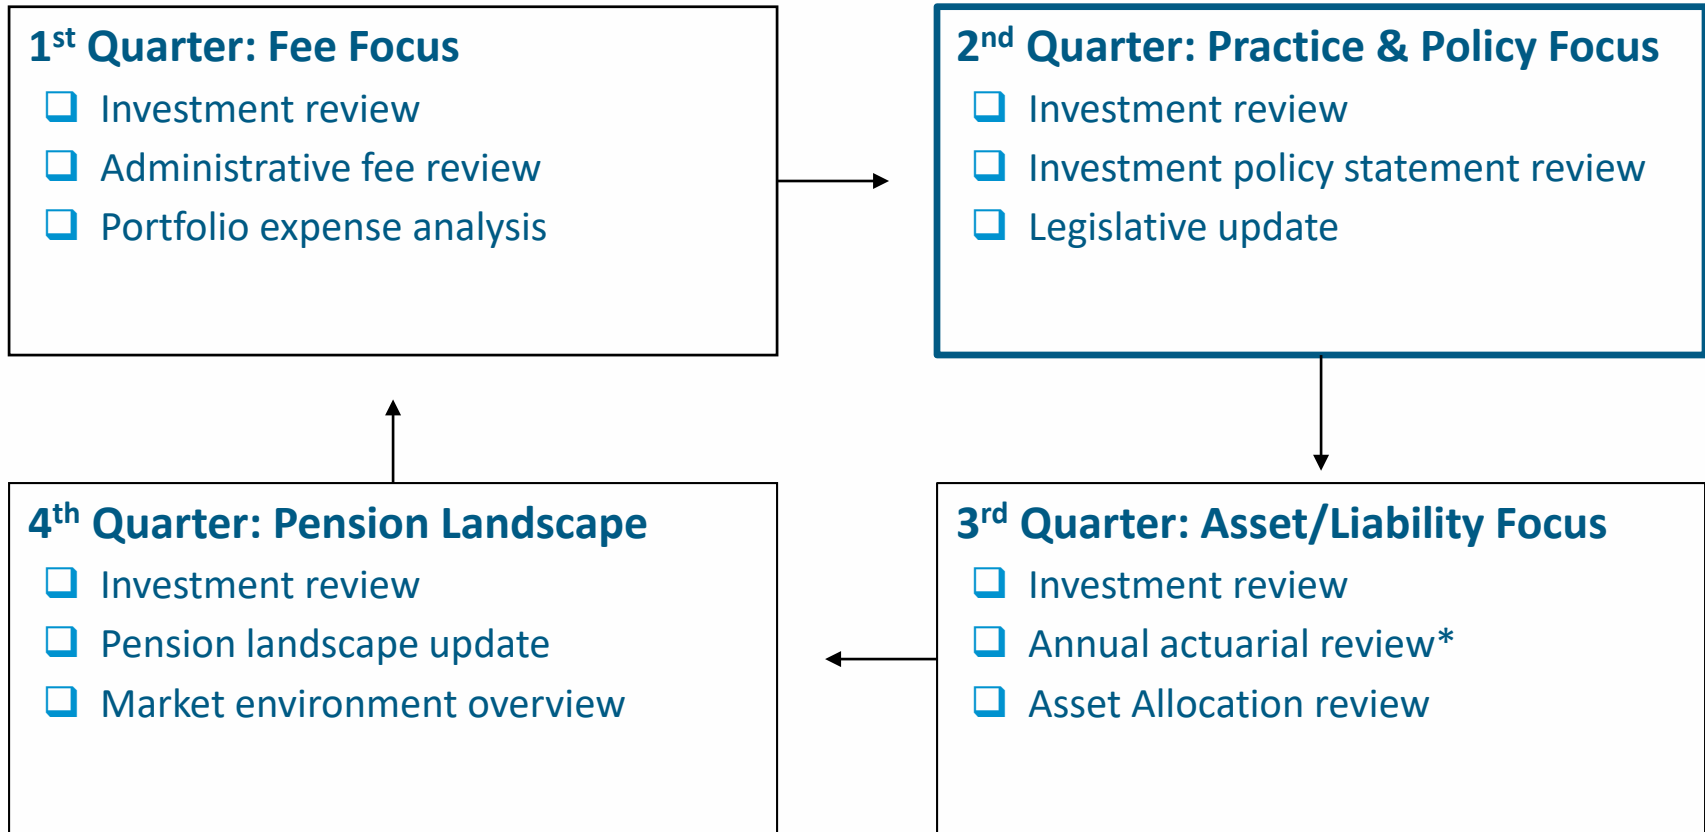 1st Quarter: Fee Focus
❑ Investment review
❑ Administrative fee review
❑ Portfolio expense analysis
2nd Quarter: Practice & Policy Focus
❑ Investment review
❑ Investment policy statement review
❑ Legislative update
3rd Quarter: Asset/Liability Focus
❑ Investment review
❑ Annual actuarial review*
❑ Asset Allocation review
4th Quarter: Pension Landscape
❑ Investment review
❑ Pension landscape update
❑ Market environment overview